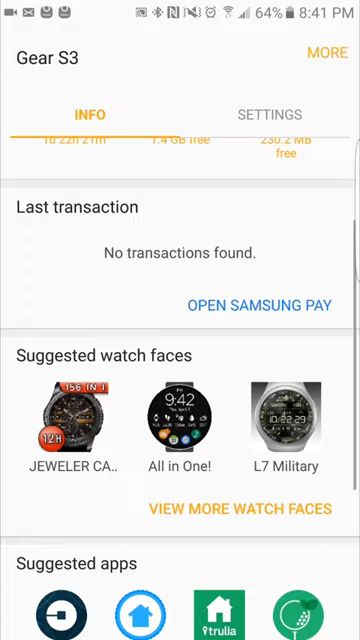 64% 8:41 PM
Gear S3
MORE
INFO
SETTINGS
1d 22h 21m
1.4 GB free
230.2 MB
free
Last transaction
No transactions found.
OPEN SAMSUNG PAY
Suggested watch faces
156 IN 1
12H
9:42
10:22:29
JEWELER CA..
All in One!
L7 Military
VIEW MORE WATCH FACES
Suggested apps
trulia